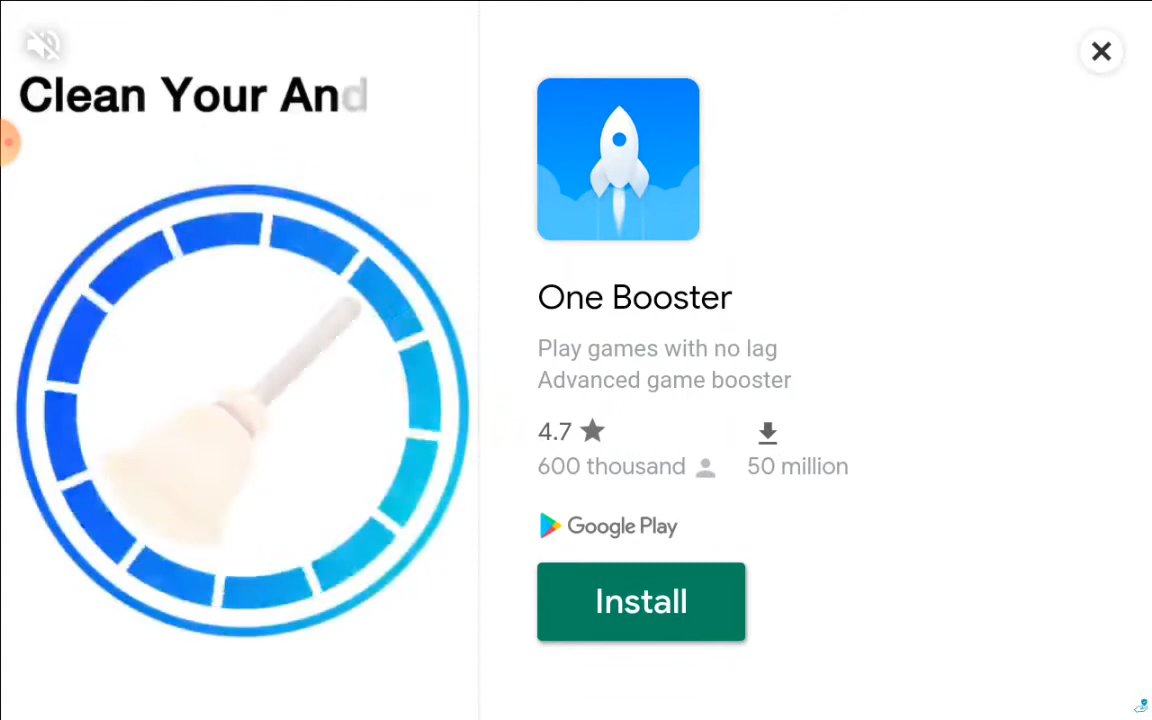 Clean Your And
One Booster
Play games with no lag
Advanced game booster
4.7
600 thousand
50 million
Google Play
Install